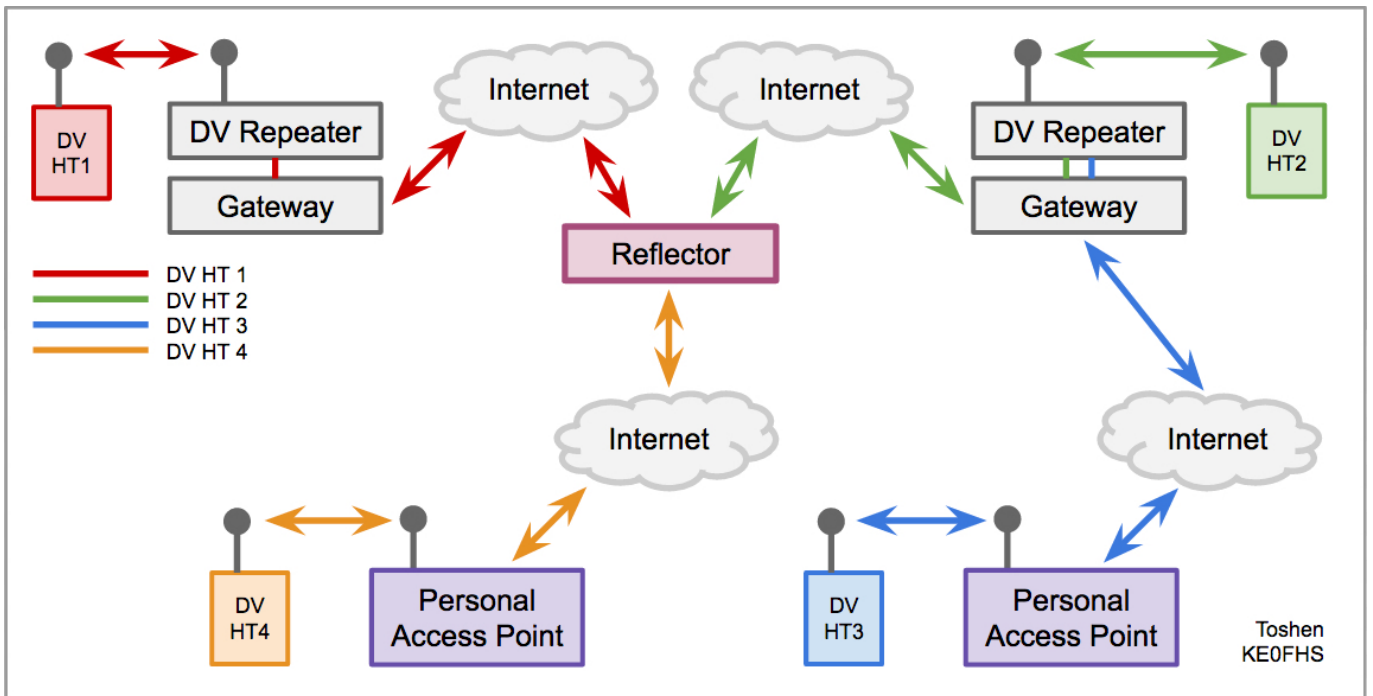 Internet
Internet
DV
HT1
DV Repeater
Gateway
DV Repeater
Gateway
DV
HT2
Reflector
DV HT 1
DV HT 2
DV HT 3
DV HT 4
Internet
Internet
DV
HT4
Personal
Access Point
DV
HT3
Personal
Access Point
Toshen
KE0FHS